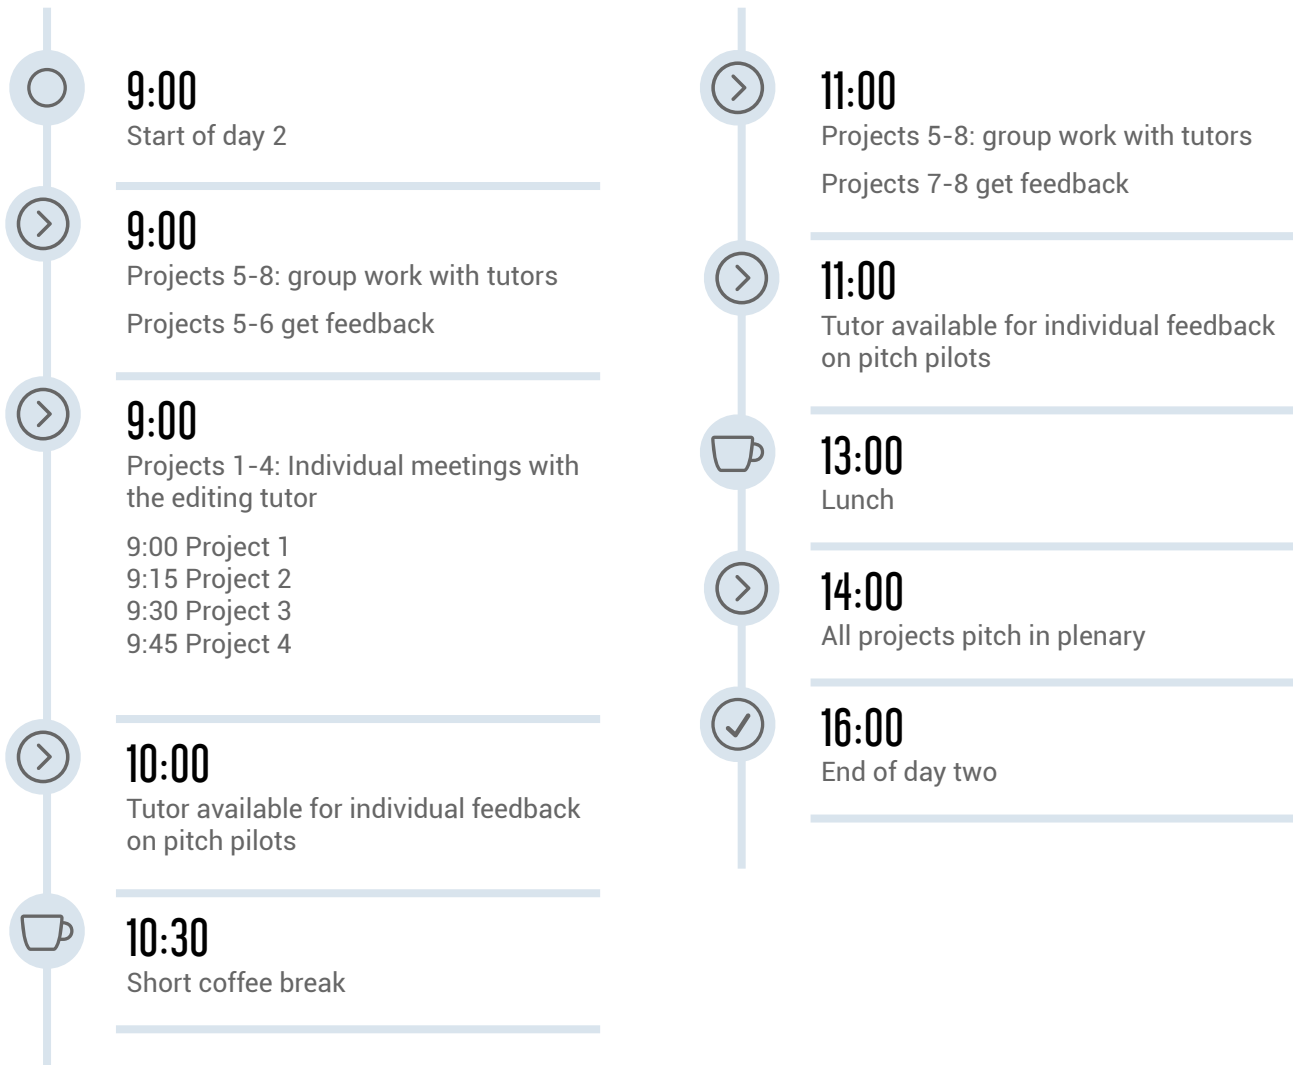 9:00
Start of day 2
9:00
Projects 5-8: group work with tutors
Projects 5-6 get feedback
9:00
Projects 1-4: Individual meetings with
the editing tutor
9:00 Project 1
9:15 Project 2
9:30 Project 3
9:45 Project 4
10:00
Tutor available for individual feedback
on pitch pilots
10:30
Short coffee break
11:00
Projects 5-8: group work with tutors
Projects 7-8 get feedback
11:00
Tutor available for individual feedback
on pitch pilots
13:00
Lunch
14:00
All projects pitch in plenary
16:00
End of day two